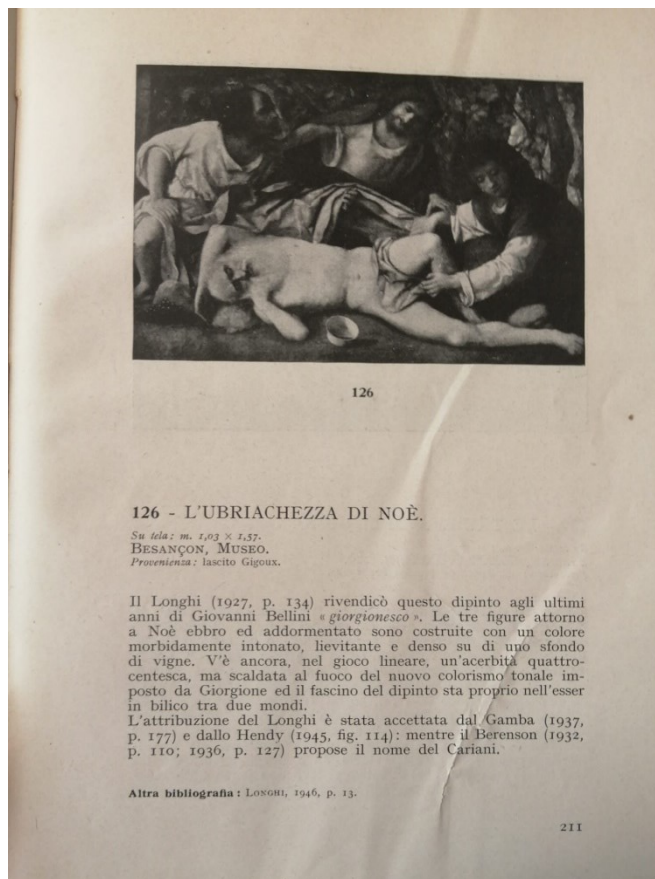 126
126 - L'UBRIACHEZZA DI NOÈ.
Su tela: m. 1,03 × 1,57.
BESANÇON, MUSEO.
Provenienza: lascito Gigoux.
Il Longhi (1927, p. 134) rivendicò questo dipinto agli ultimi
anni di Giovanni Bellini « giorgionesco ». Le tre figure attorno
a Noè ebbro ed addormentato sono costruite con un colore
morbidamente intonato, lievitante e denso su di uno sfondo
di vigne. V'è ancora, nel gioco lineare, un'acerbità quattro-
centesca, ma scaldata al fuoco del nuovo colorismo tonale im-
posto da Giorgione ed il fascino del dipinto sta proprio nell'esser
in bilico tra due mondi.
L'attribuzione del Longhi è stata accettata dal Gamba (1937,
p. 177) e dallo Hendy (1945, fig. 114): mentre il Berenson (1932,
p. 110; 1936, p. 127) propose il nome del Cariani.
Altra bibliografia: LONGHI, 1946, p. 13.
211